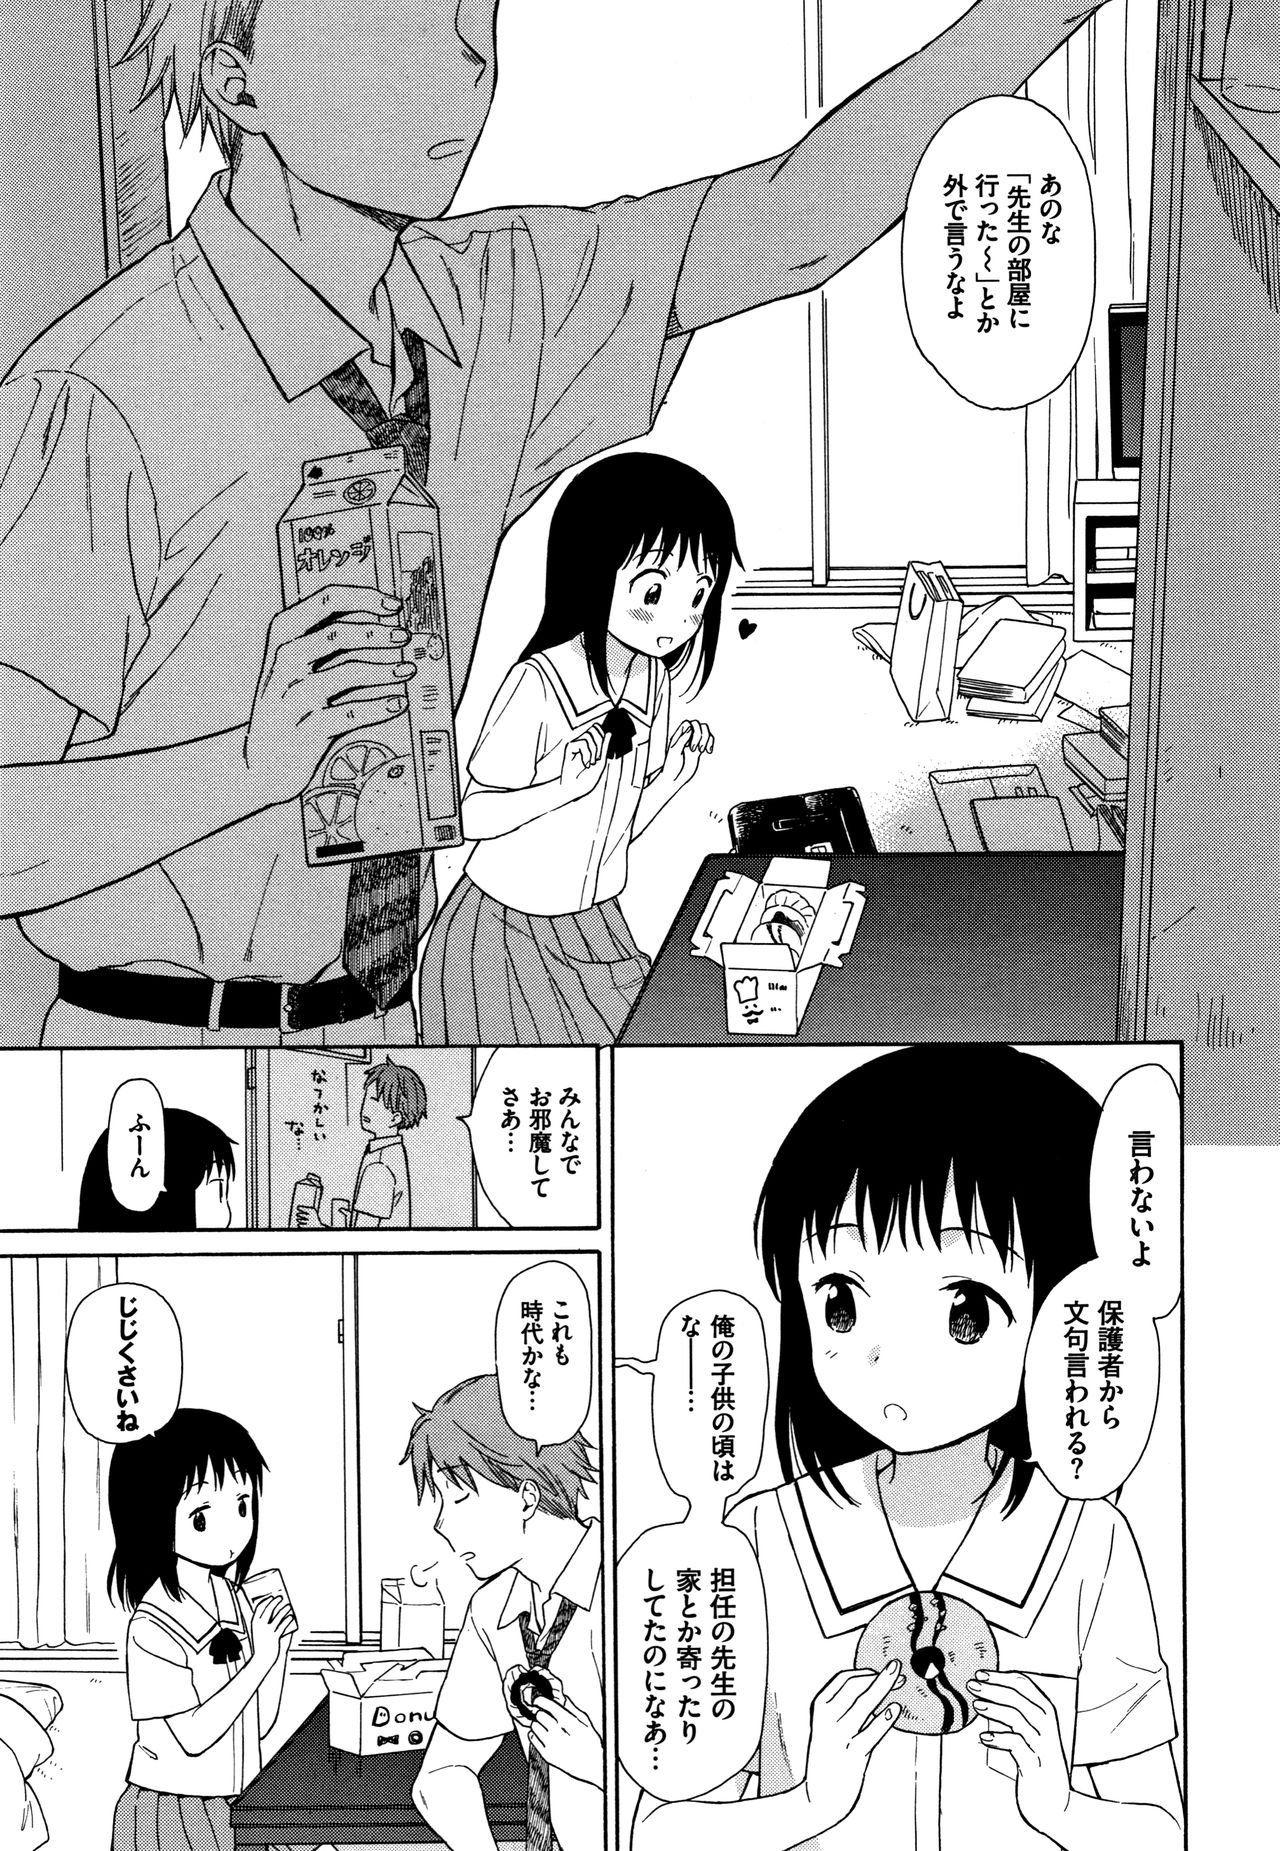 あのな
「先生の部屋に
行った〜」とか
外で言うなよ
100%
オレンジ
言わないよ
保護者から
文句言われる？
俺の子供の頃は
な――…
担任の先生の
家とか寄ったり
してたのになあ…
みんなで
お邪魔して
さあ…
なつかしい
な…
ふーん
これも
時代かな…
Donu
じじくさいね